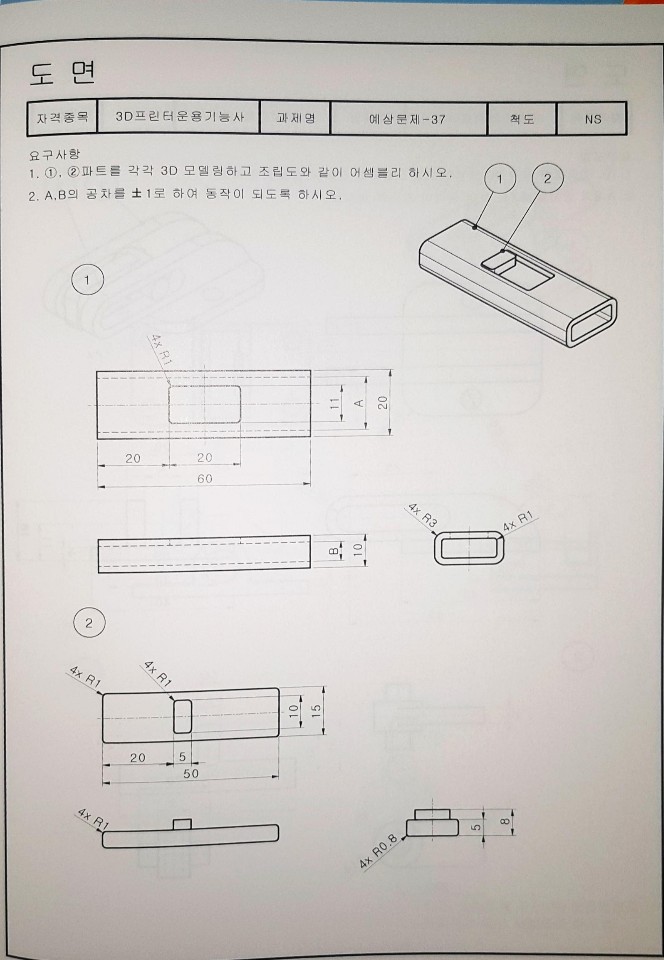 도 면
자격종목 3D프린터운용기능사 과제명 예상문제-37 척도 NS
요구사항
1. ①, ②파트를 각각 3D 모델링하고 조립도와 같이 어셈블리 하시오.
2. A,B의 공차를 ±1로 하여 동작이 되도록 하시오.
1 2
1
4x R1
11 A 20
20 20
60
4x R3 4x R1
B 10
2
4x R1 4x R1
10 15
20 5
50
4x R1
5 8
4x R0.8